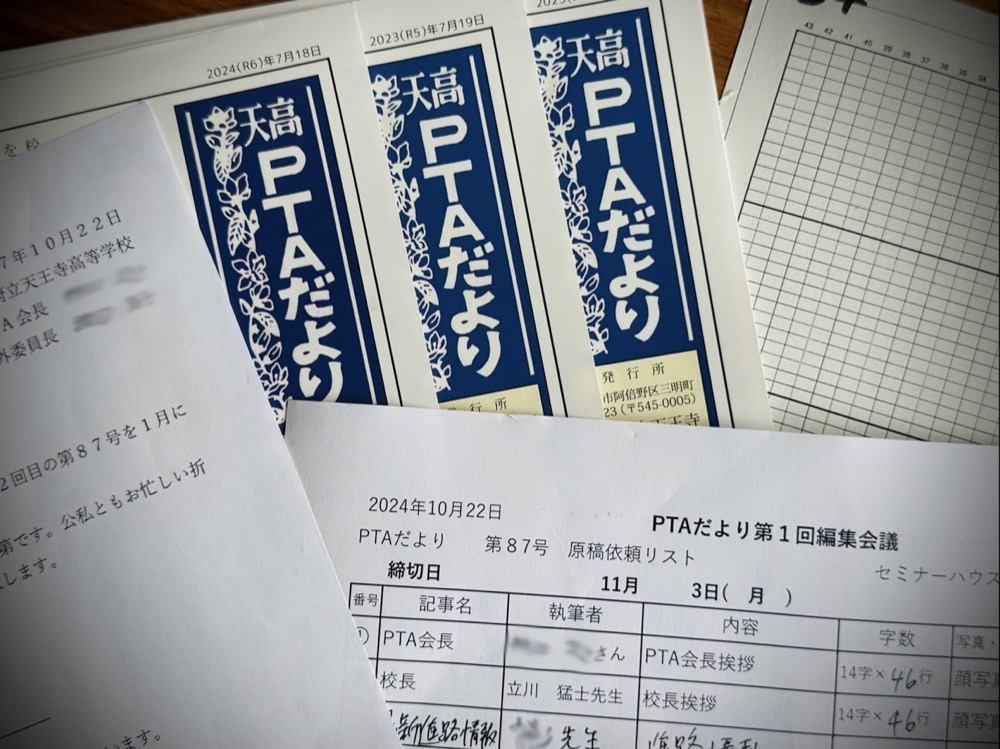 2024(R6)年7月18日
天高
PTAだより
2023(R5)年7月19日
天高
PTAだより
発行所
天高
PTAだより
発行所
市阿倍野区三明町
23(〒545-0005)
43 42 41 40 39 38 37 36 35 34
を校
7年10月22日
府立天王寺高等学校
A会長
外委員長
2回目の第87号を1月に
第です。公私ともお忙しい折
します。
います。
2024年10月22日
PTAだより第1回編集会議
PTAだより 第87号 原稿依頼リスト
セミナーハウス
締切日 11月 3日( 月 )
番号 記事名 執筆者 内容 字数 写真・
① PTA会長 さん PTA会長挨拶 14字×46行 顔写真
校長 立川 猛士先生 校長挨拶 14字×46行 顔写
新進路情報 先生